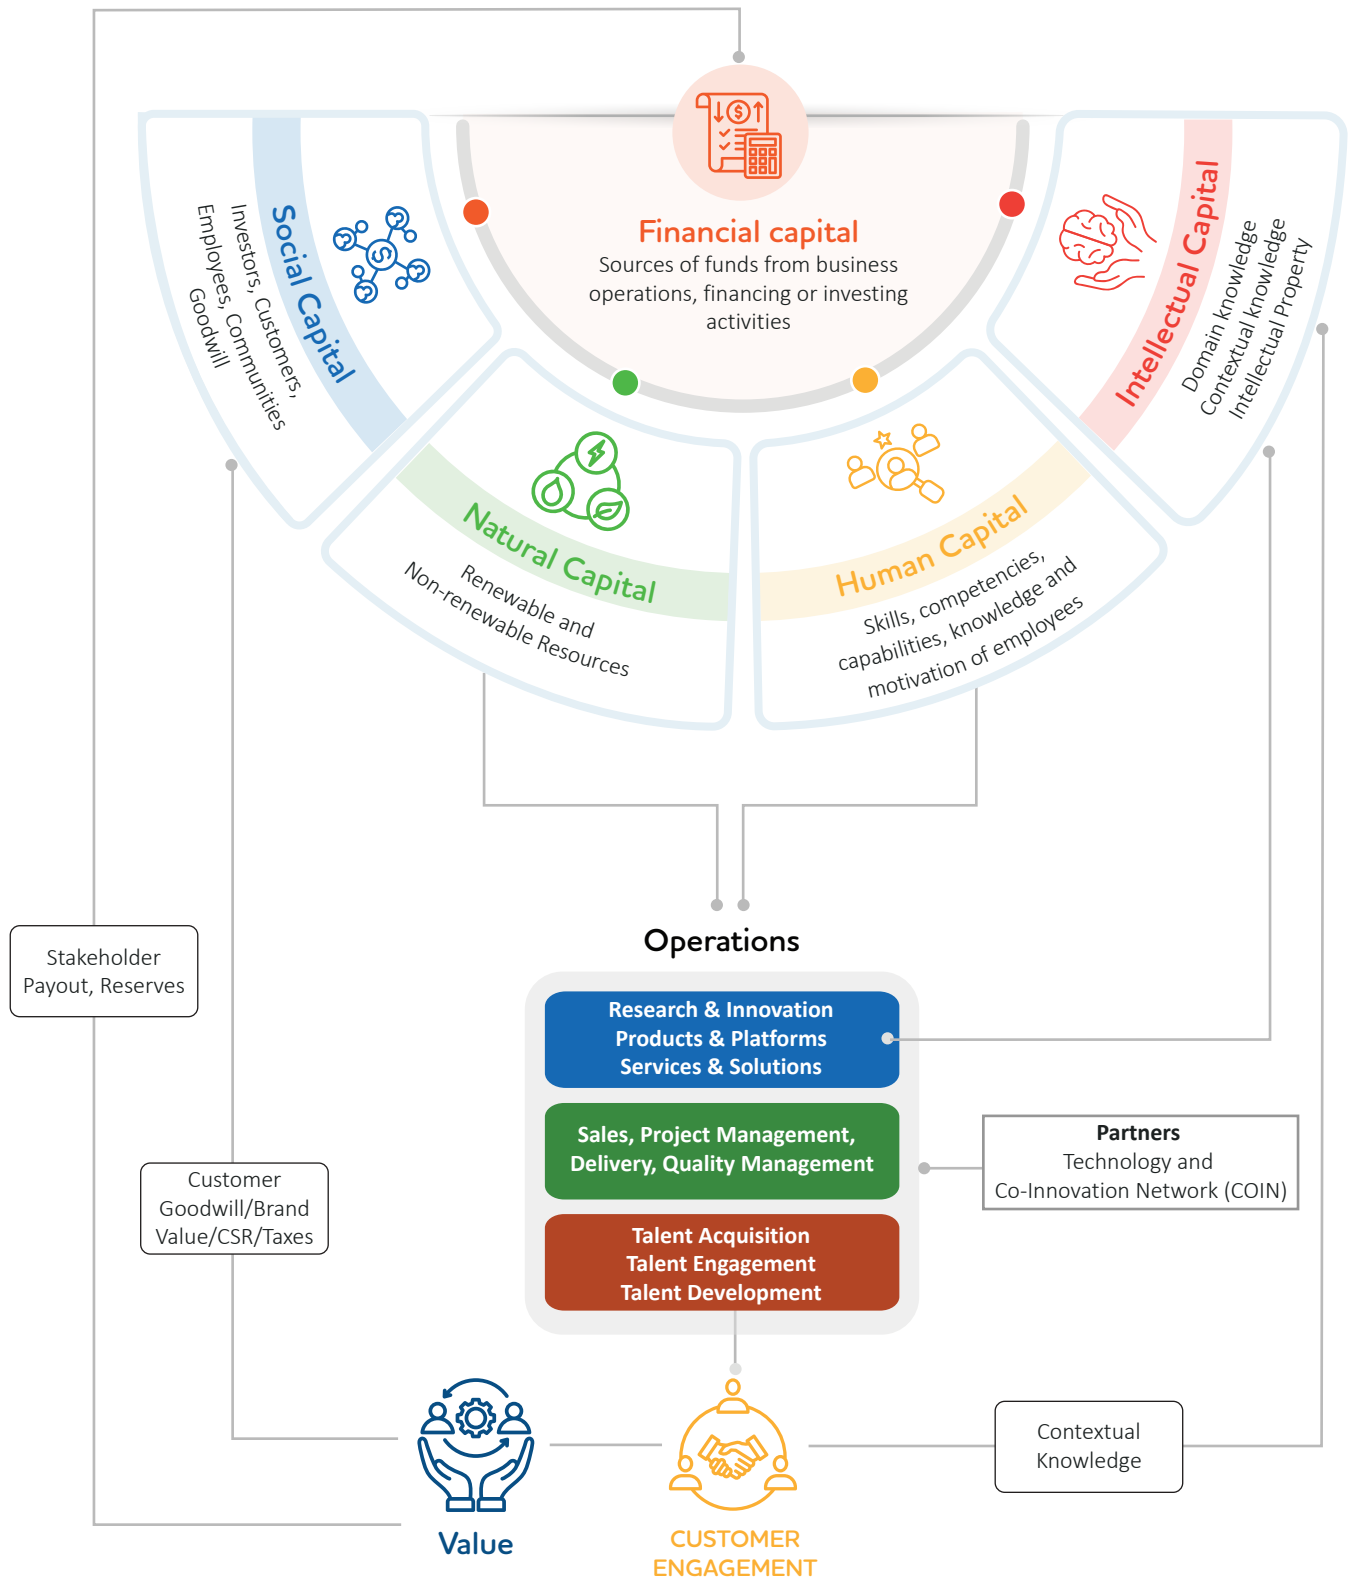 Financial capital
Sources of funds from business
operations, financing or investing
activities
Social Capital
Investors, Customers,
Employees, Communities
Goodwill
Natural Capital
Renewable and
Non-renewable Resources
Human Capital
Skills, competencies,
capabilities, knowledge and
motivation of employees
Intellectual Capital
Domain knowledge
Contextual knowledge
Intellectual Property
Operations
Research & Innovation
Products & Platforms
Services & Solutions
Sales, Project Management,
Delivery, Quality Management
Talent Acquisition
Talent Engagement
Talent Development
Partners
Technology and
Co-Innovation Network (COIN)
Stakeholder
Payout, Reserves
Customer
Goodwill/Brand
Value/CSR/Taxes
Contextual
Knowledge
Value
CUSTOMER
ENGAGEMENT